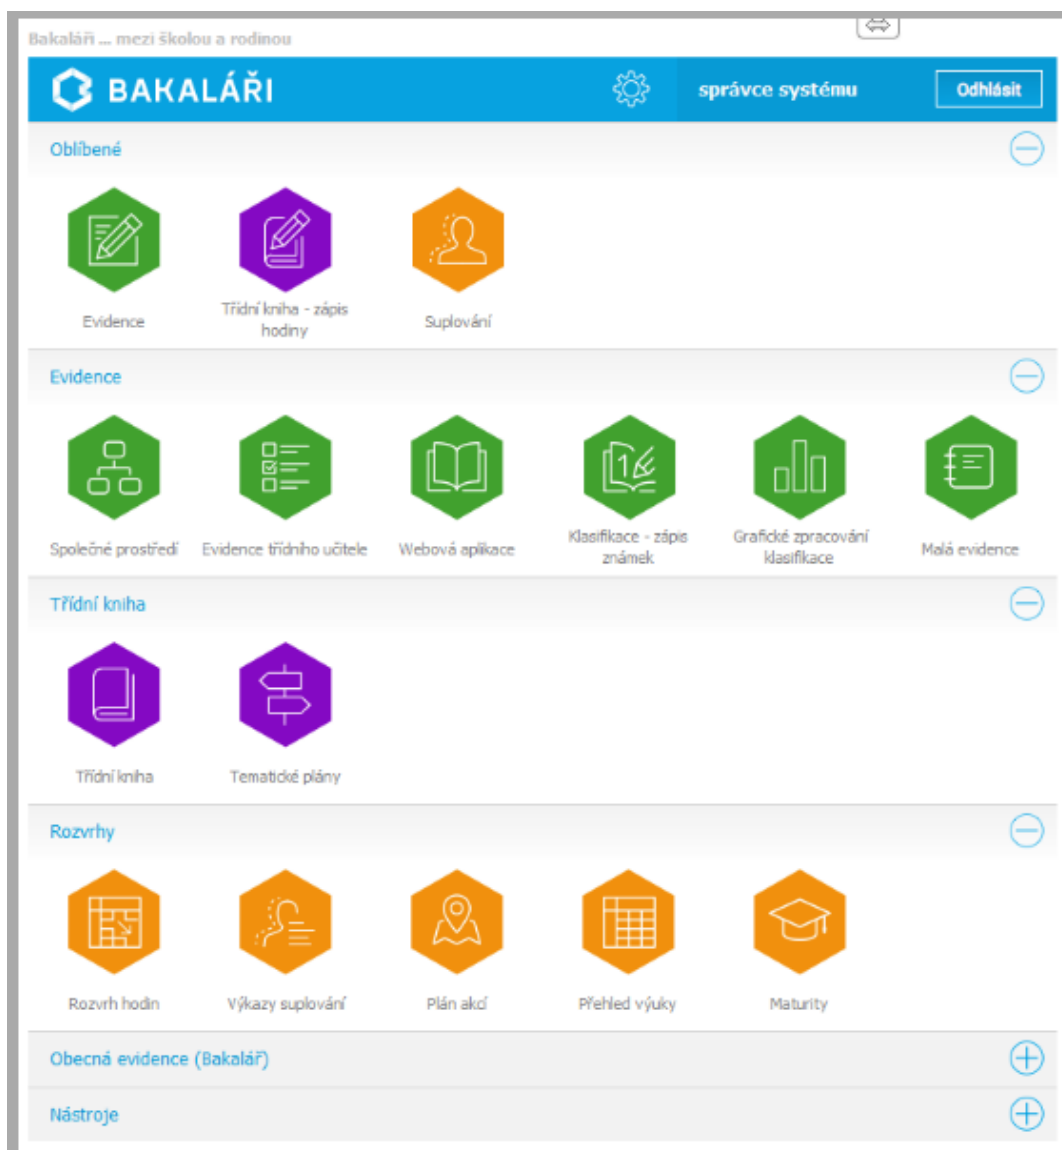 Bakaláři ... mezi školou a rodinou
BAKALÁŘI
správce systému
Odhlásit
Oblíbené
Evidence
Třídní kniha - zápis
hodiny
Suplování
Evidence
Společné prostředí
Evidence třídního učitele
Webová aplikace
Klasifikace - zápis
známek
Grafické zpracování
klasifikace
Malá evidence
Třídní kniha
Třídní kniha
Tematické plány
Rozvrhy
Rozvrh hodin
Výkazy suplování
Plán akcí
Přehled výuky
Maturity
Obecná evidence (Bakalář)
Nástroje